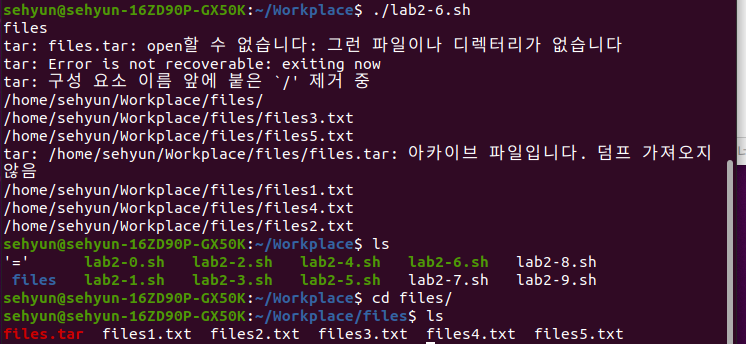 sehyun@sehyun-16ZD90P-GX50K:~/Workplace$ ./lab2-6.sh
files
tar: files.tar: open할 수 없습니다: 그런 파일이나 디렉터리가 없습니다
tar: Error is not recoverable: exiting now
tar: 구성 요소 이름 앞에 붙은 `/' 제거 중
/home/sehyun/Workplace/files/
/home/sehyun/Workplace/files/files3.txt
/home/sehyun/Workplace/files/files5.txt
tar: /home/sehyun/Workplace/files/files.tar: 아카이브 파일입니다. 덤프 가져오지
않음
/home/sehyun/Workplace/files/files1.txt
/home/sehyun/Workplace/files/files4.txt
/home/sehyun/Workplace/files/files2.txt
sehyun@sehyun-16ZD90P-GX50K:~/Workplace$ ls
'=' lab2-0.sh lab2-2.sh lab2-4.sh lab2-6.sh lab2-8.sh
files lab2-1.sh lab2-3.sh lab2-5.sh lab2-7.sh lab2-9.sh
sehyun@sehyun-16ZD90P-GX50K:~/Workplace$ cd files/
sehyun@sehyun-16ZD90P-GX50K:~/Workplace/files$ ls
files.tar files1.txt files2.txt files3.txt files4.txt files5.txt